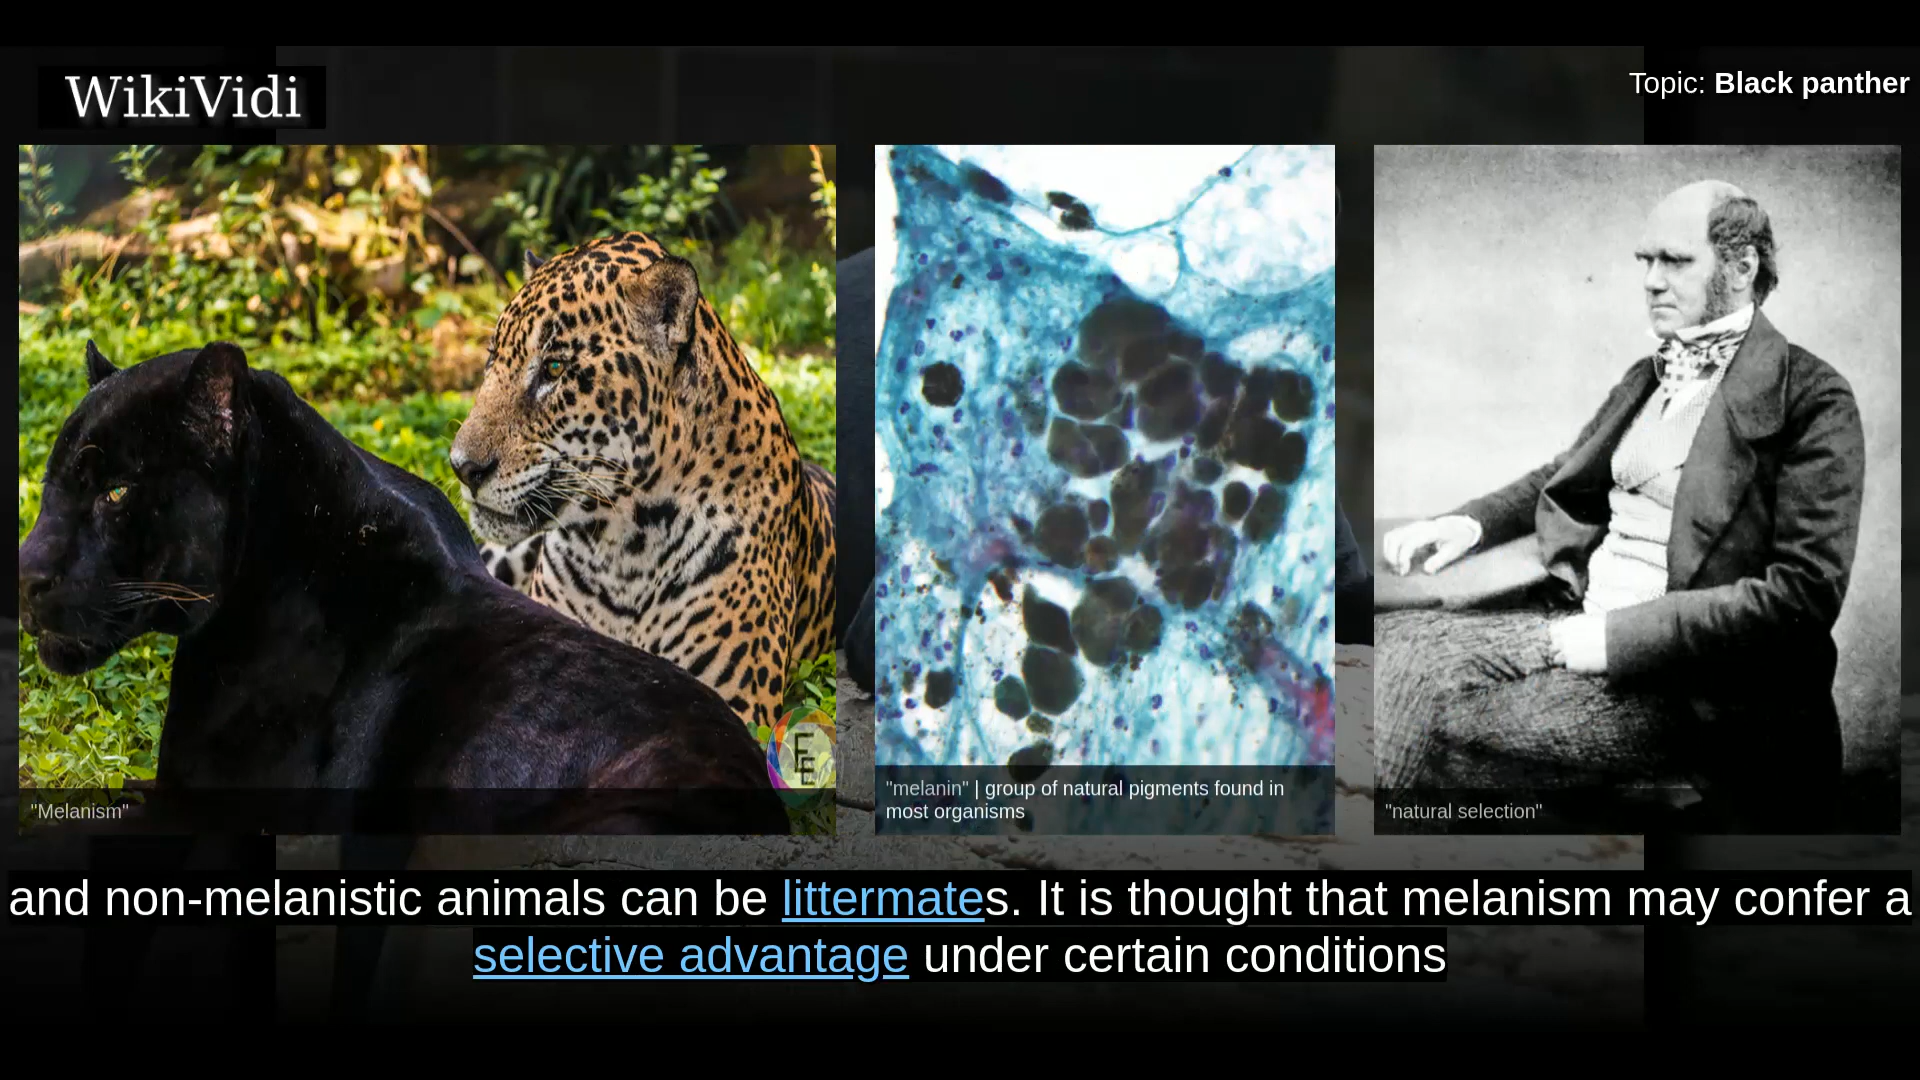 WikiVidi
Topic: Black panther
FE
"Melanism"
"melanin" | group of natural pigments found in
most organisms
"natural selection"
and non-melanistic animals can be littermates. It is thought that melanism may confer a
selective advantage under certain conditions